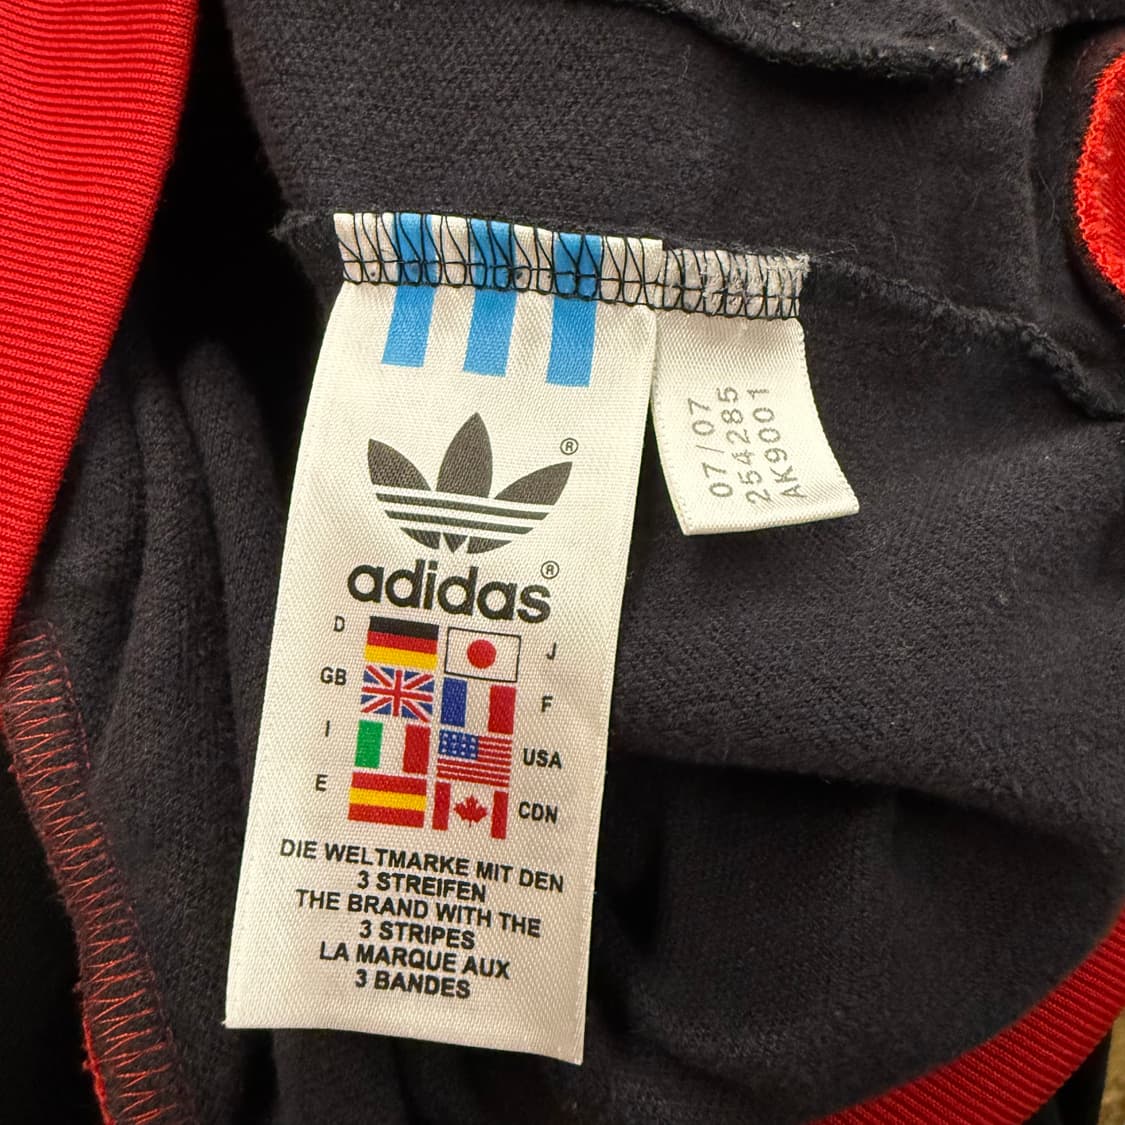 ®
adidas®
D
J
GB
F
I
USA
E
CDN
DIE WELTMARKE MIT DEN
3 STREIFEN
THE BRAND WITH THE
3 STRIPES
LA MARQUE AUX
3 BANDES
07/07
254285
AK9001